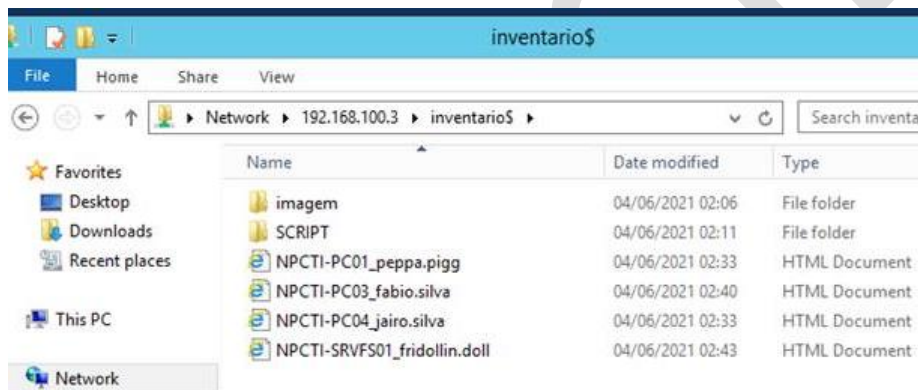 inventario$
File Home Share View
Network 192.168.100.3 inventario$ Search inventa
Name Date modified Type
Favorites
Desktop
Downloads
Recent places
This PC
Network
imagem 04/06/2021 02:06 File folder
SCRIPT 04/06/2021 02:11 File folder
NPCTI-PC01_peppa.pigg 04/06/2021 02:33 HTML Document
NPCTI-PC03_fabio.silva 04/06/2021 02:40 HTML Document
NPCTI-PC04_jairo.silva 04/06/2021 02:33 HTML Document
NPCTI-SRVFS01_fridollin.doll 04/06/2021 02:43 HTML Document